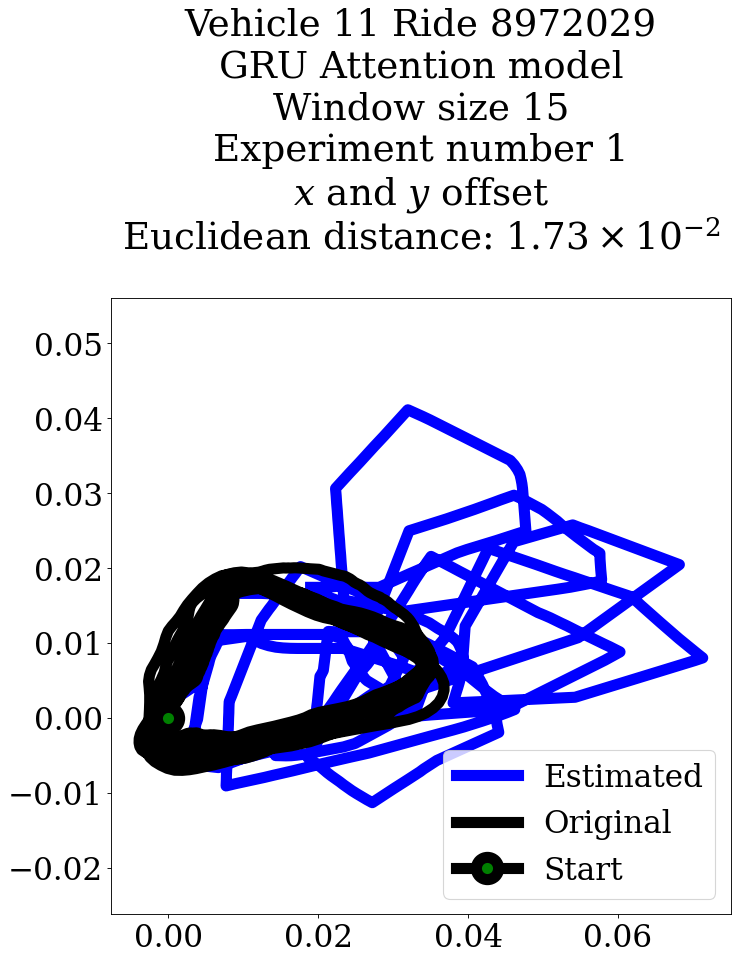 Vehicle 11 Ride 8972029
GRU Attention model
Window size 15
Experiment number 1
x and y offset
Euclidean distance: 1.73 × 10⁻²
0.05
0.04
0.03
0.02
0.01
0.00
−0.01
−0.02
Estimated
Original
Start
0.00 0.02 0.04 0.06